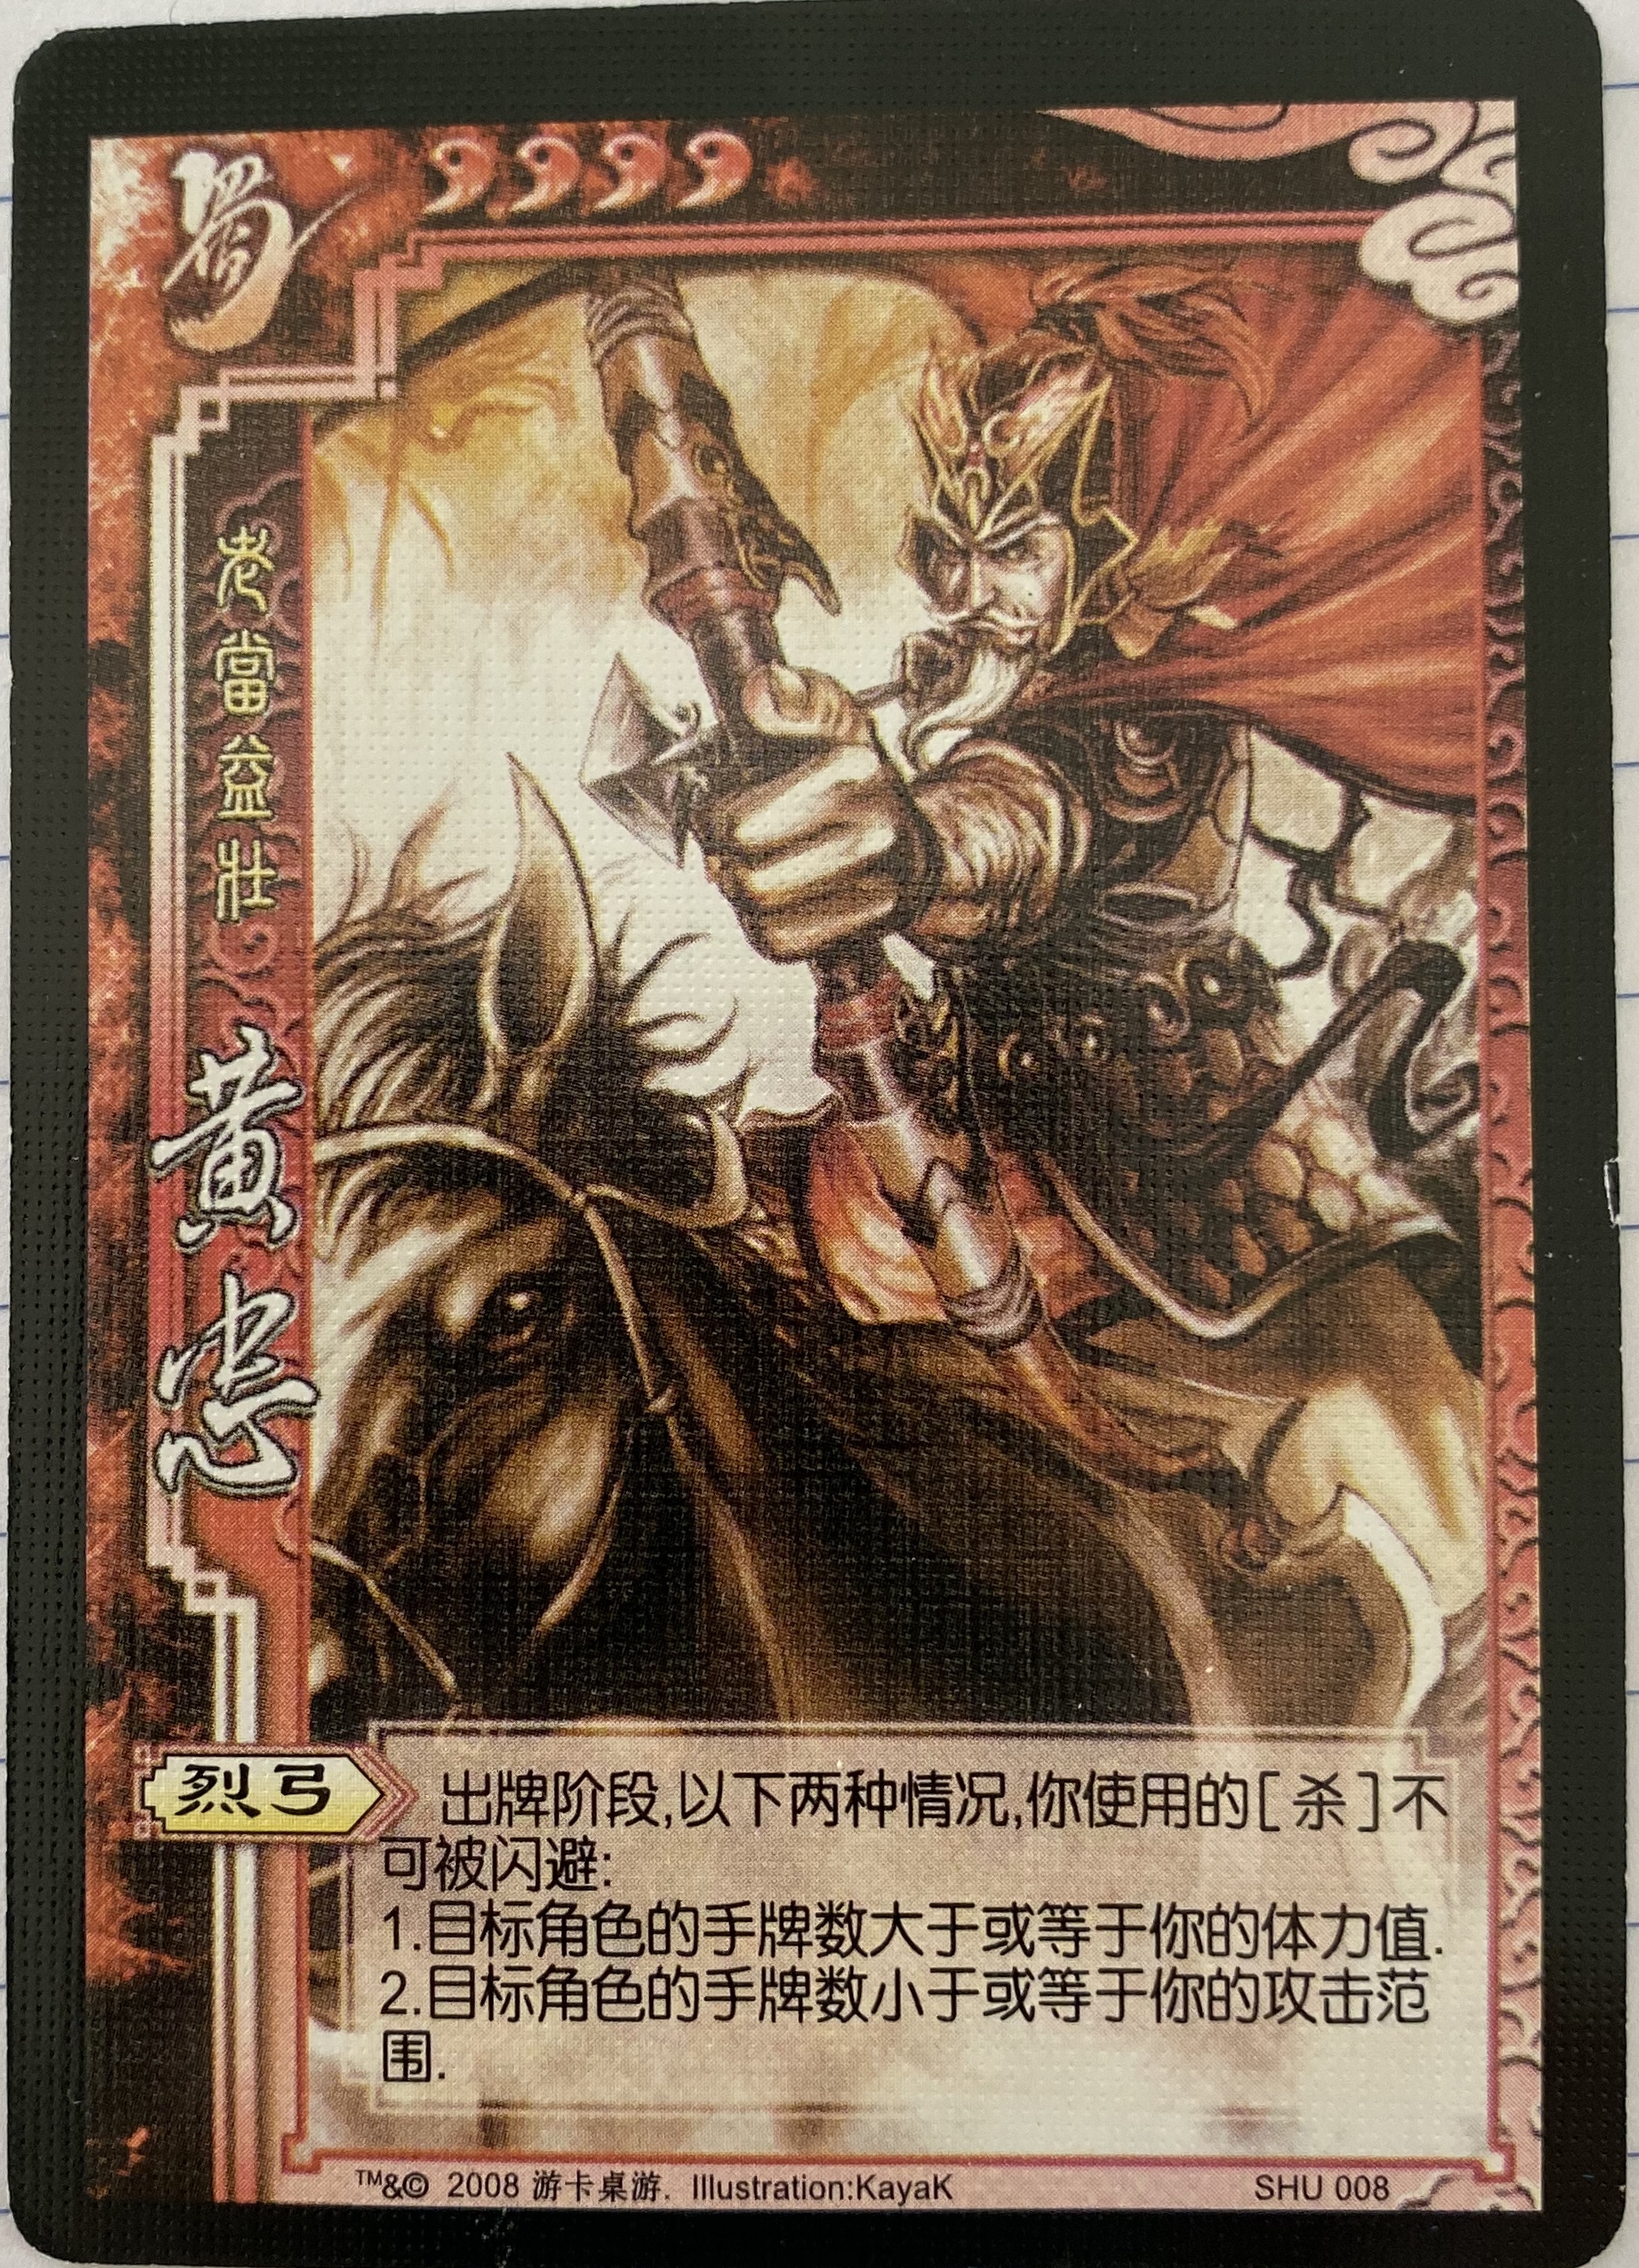 蜀
老當益壯
黃忠
烈弓
出牌阶段,以下两种情况,你使用的[杀]不
可被闪避:
1.目标角色的手牌数大于或等于你的体力值.
2.目标角色的手牌数小于或等于你的攻击范
围.
™&© 2008 游卡桌游. Illustration:KayaK
SHU 008